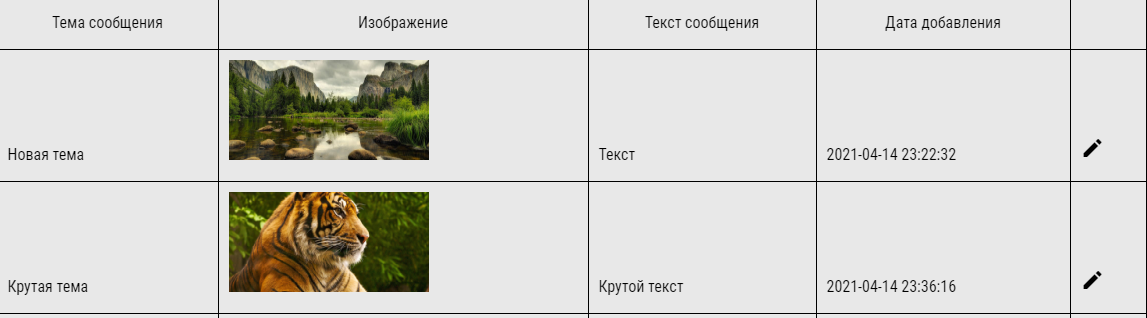 Тема сообщения Изображение Текст сообщения Дата добавления
Новая тема Текст 2021-04-14 23:22:32
Крутая тема Крутой текст 2021-04-14 23:36:16